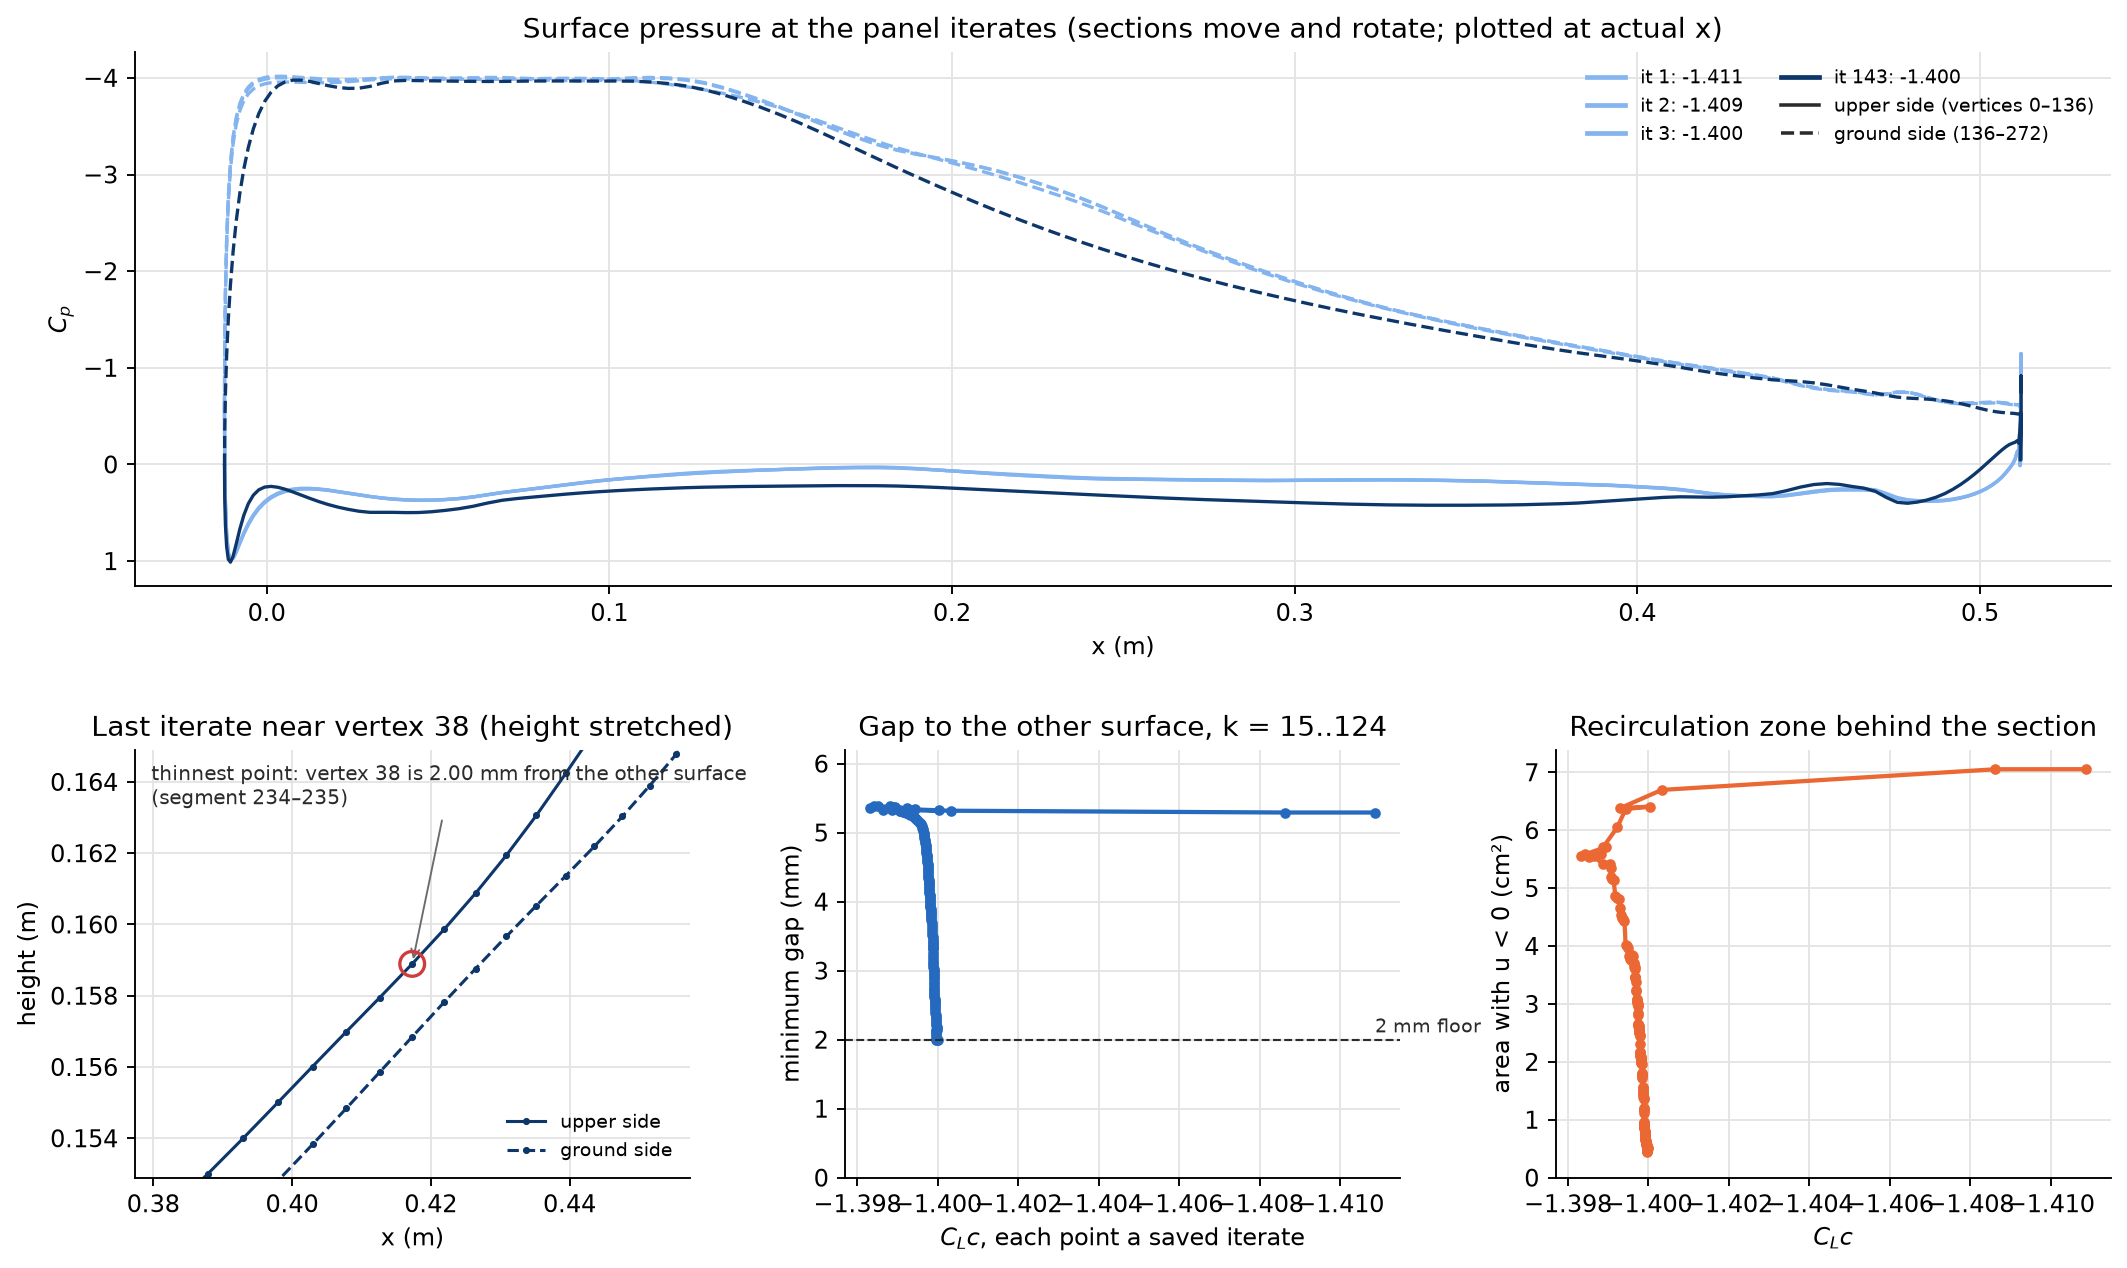 Surface pressure at the panel iterates (sections move and rotate; plotted at actual x)
−4
−3
−2
−1
0
1
C_p
it 1: -1.411
it 2: -1.409
it 3: -1.400
it 143: -1.400
upper side (vertices 0–136)
ground side (136–272)
0.0 0.1 0.2 0.3 0.4 0.5
x (m)
Last iterate near vertex 38 (height stretched)
thinnest point: vertex 38 is 2.00 mm from the other surface
(segment 234–235)
0.164
0.162
0.160
0.158
0.156
0.154
height (m)
upper side
ground side
0.38 0.40 0.42 0.44
x (m)
Gap to the other surface, k = 15..124
6
5
4
3
2
1
0
minimum gap (mm)
2 mm floor
−1.398 −1.400 −1.402 −1.404 −1.406 −1.408 −1.410
C_Lc, each point a saved iterate
Recirculation zone behind the section
7
6
5
4
3
2
1
0
area with u < 0 (cm²)
−1.398 −1.400 −1.402 −1.404 −1.406 −1.408 −1.410
C_Lc